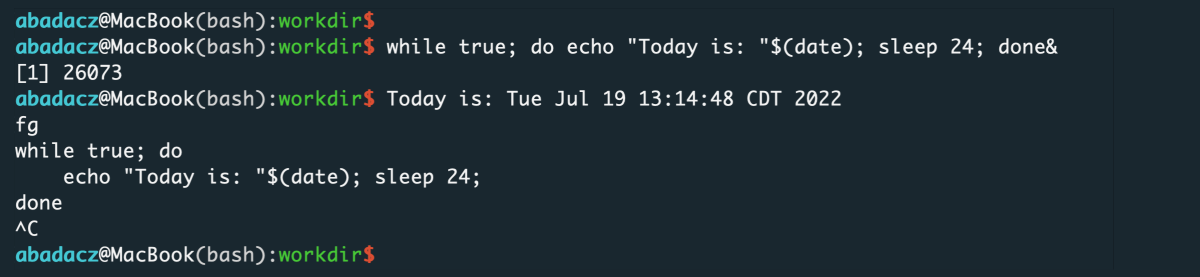 abadacz@MacBook(bash):workdir$
abadacz@MacBook(bash):workdir$ while true; do echo "Today is: "$(date); sleep 24; done&
[1] 26073
abadacz@MacBook(bash):workdir$ Today is: Tue Jul 19 13:14:48 CDT 2022
fg
while true; do
    echo "Today is: "$(date); sleep 24;
done
^C
abadacz@MacBook(bash):workdir$